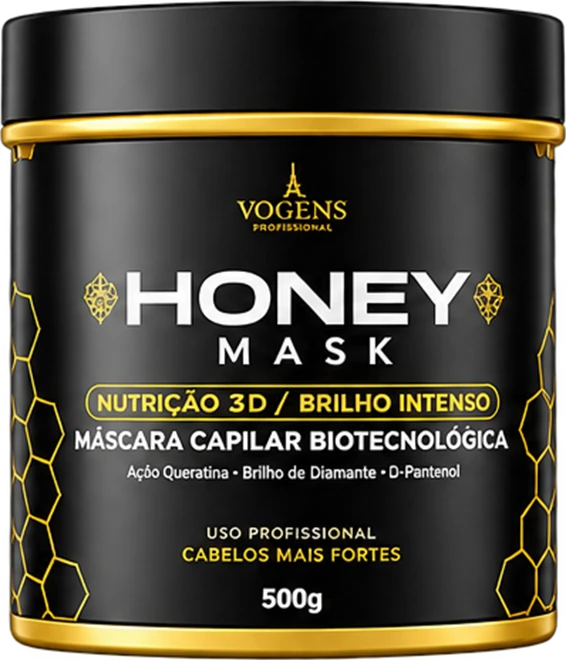 VOGENS
PROFISSIONAL
HONEY
MASK
NUTRIÇÃO 3D / BRILHO INTENSO
MÁSCARA CAPILAR BIOTECNOLÓGICA
Açõo Queratina • Brilho de Diamante • D-Pantenol
USO PROFISSIONAL
CABELOS MAIS FORTES
500g